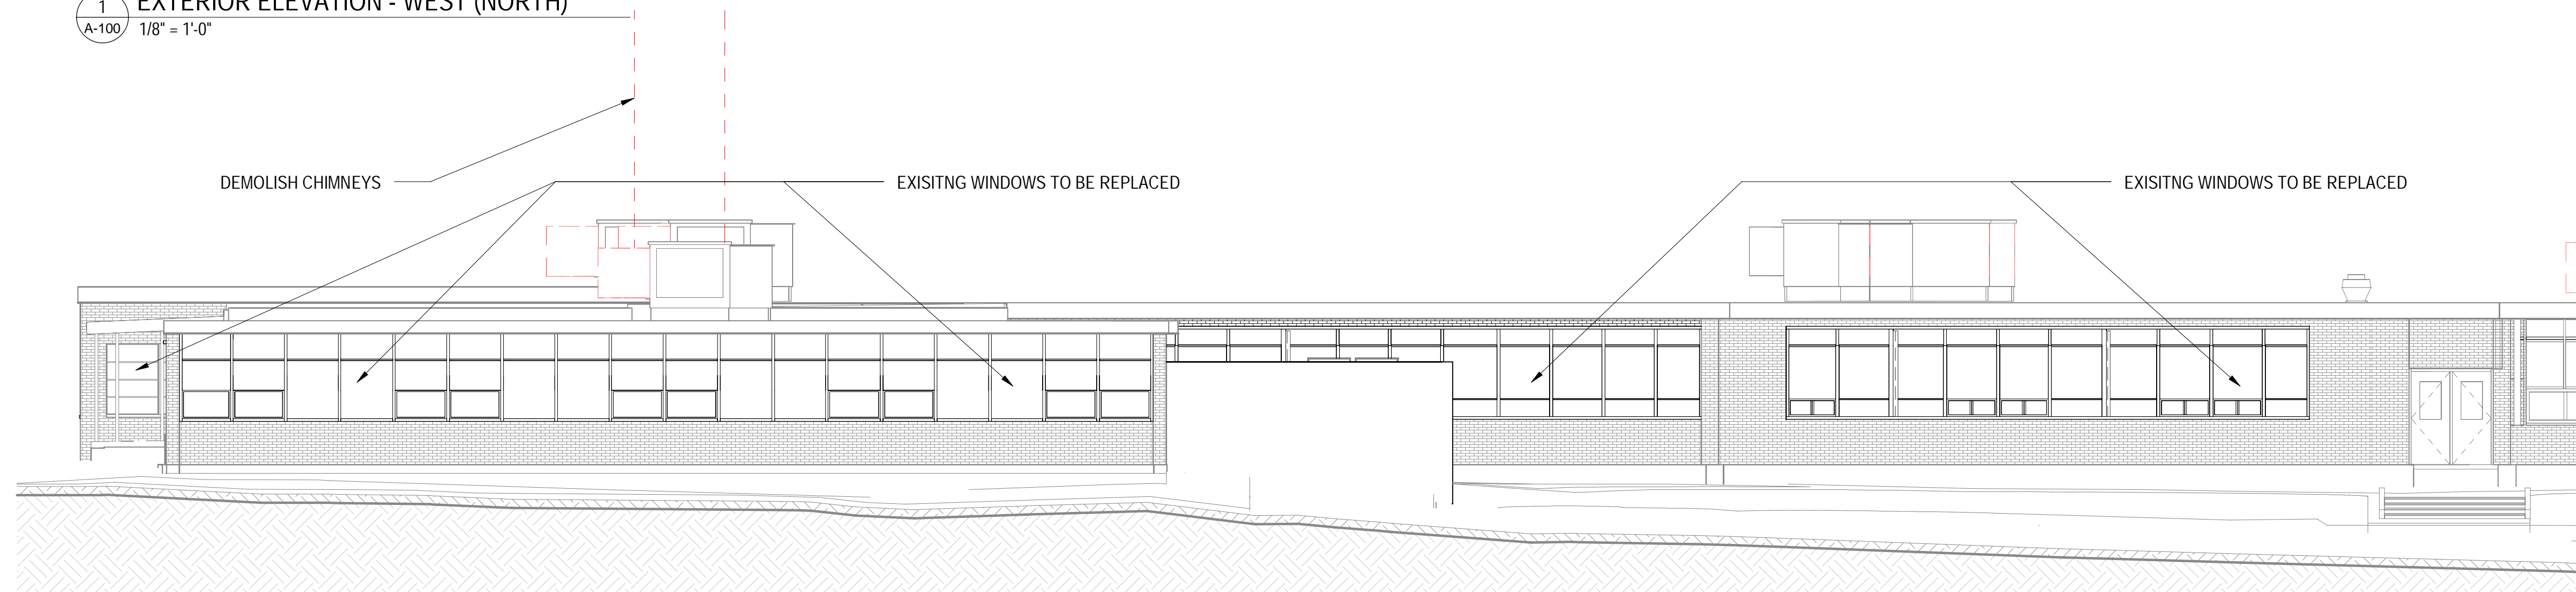 1
EXTERIOR ELEVATION - WEST (NORTH)
A-100
1/8" = 1'-0"
DEMOLISH CHIMNEYS
EXISITNG WINDOWS TO BE REPLACED
EXISITNG WINDOWS TO BE REPLACED